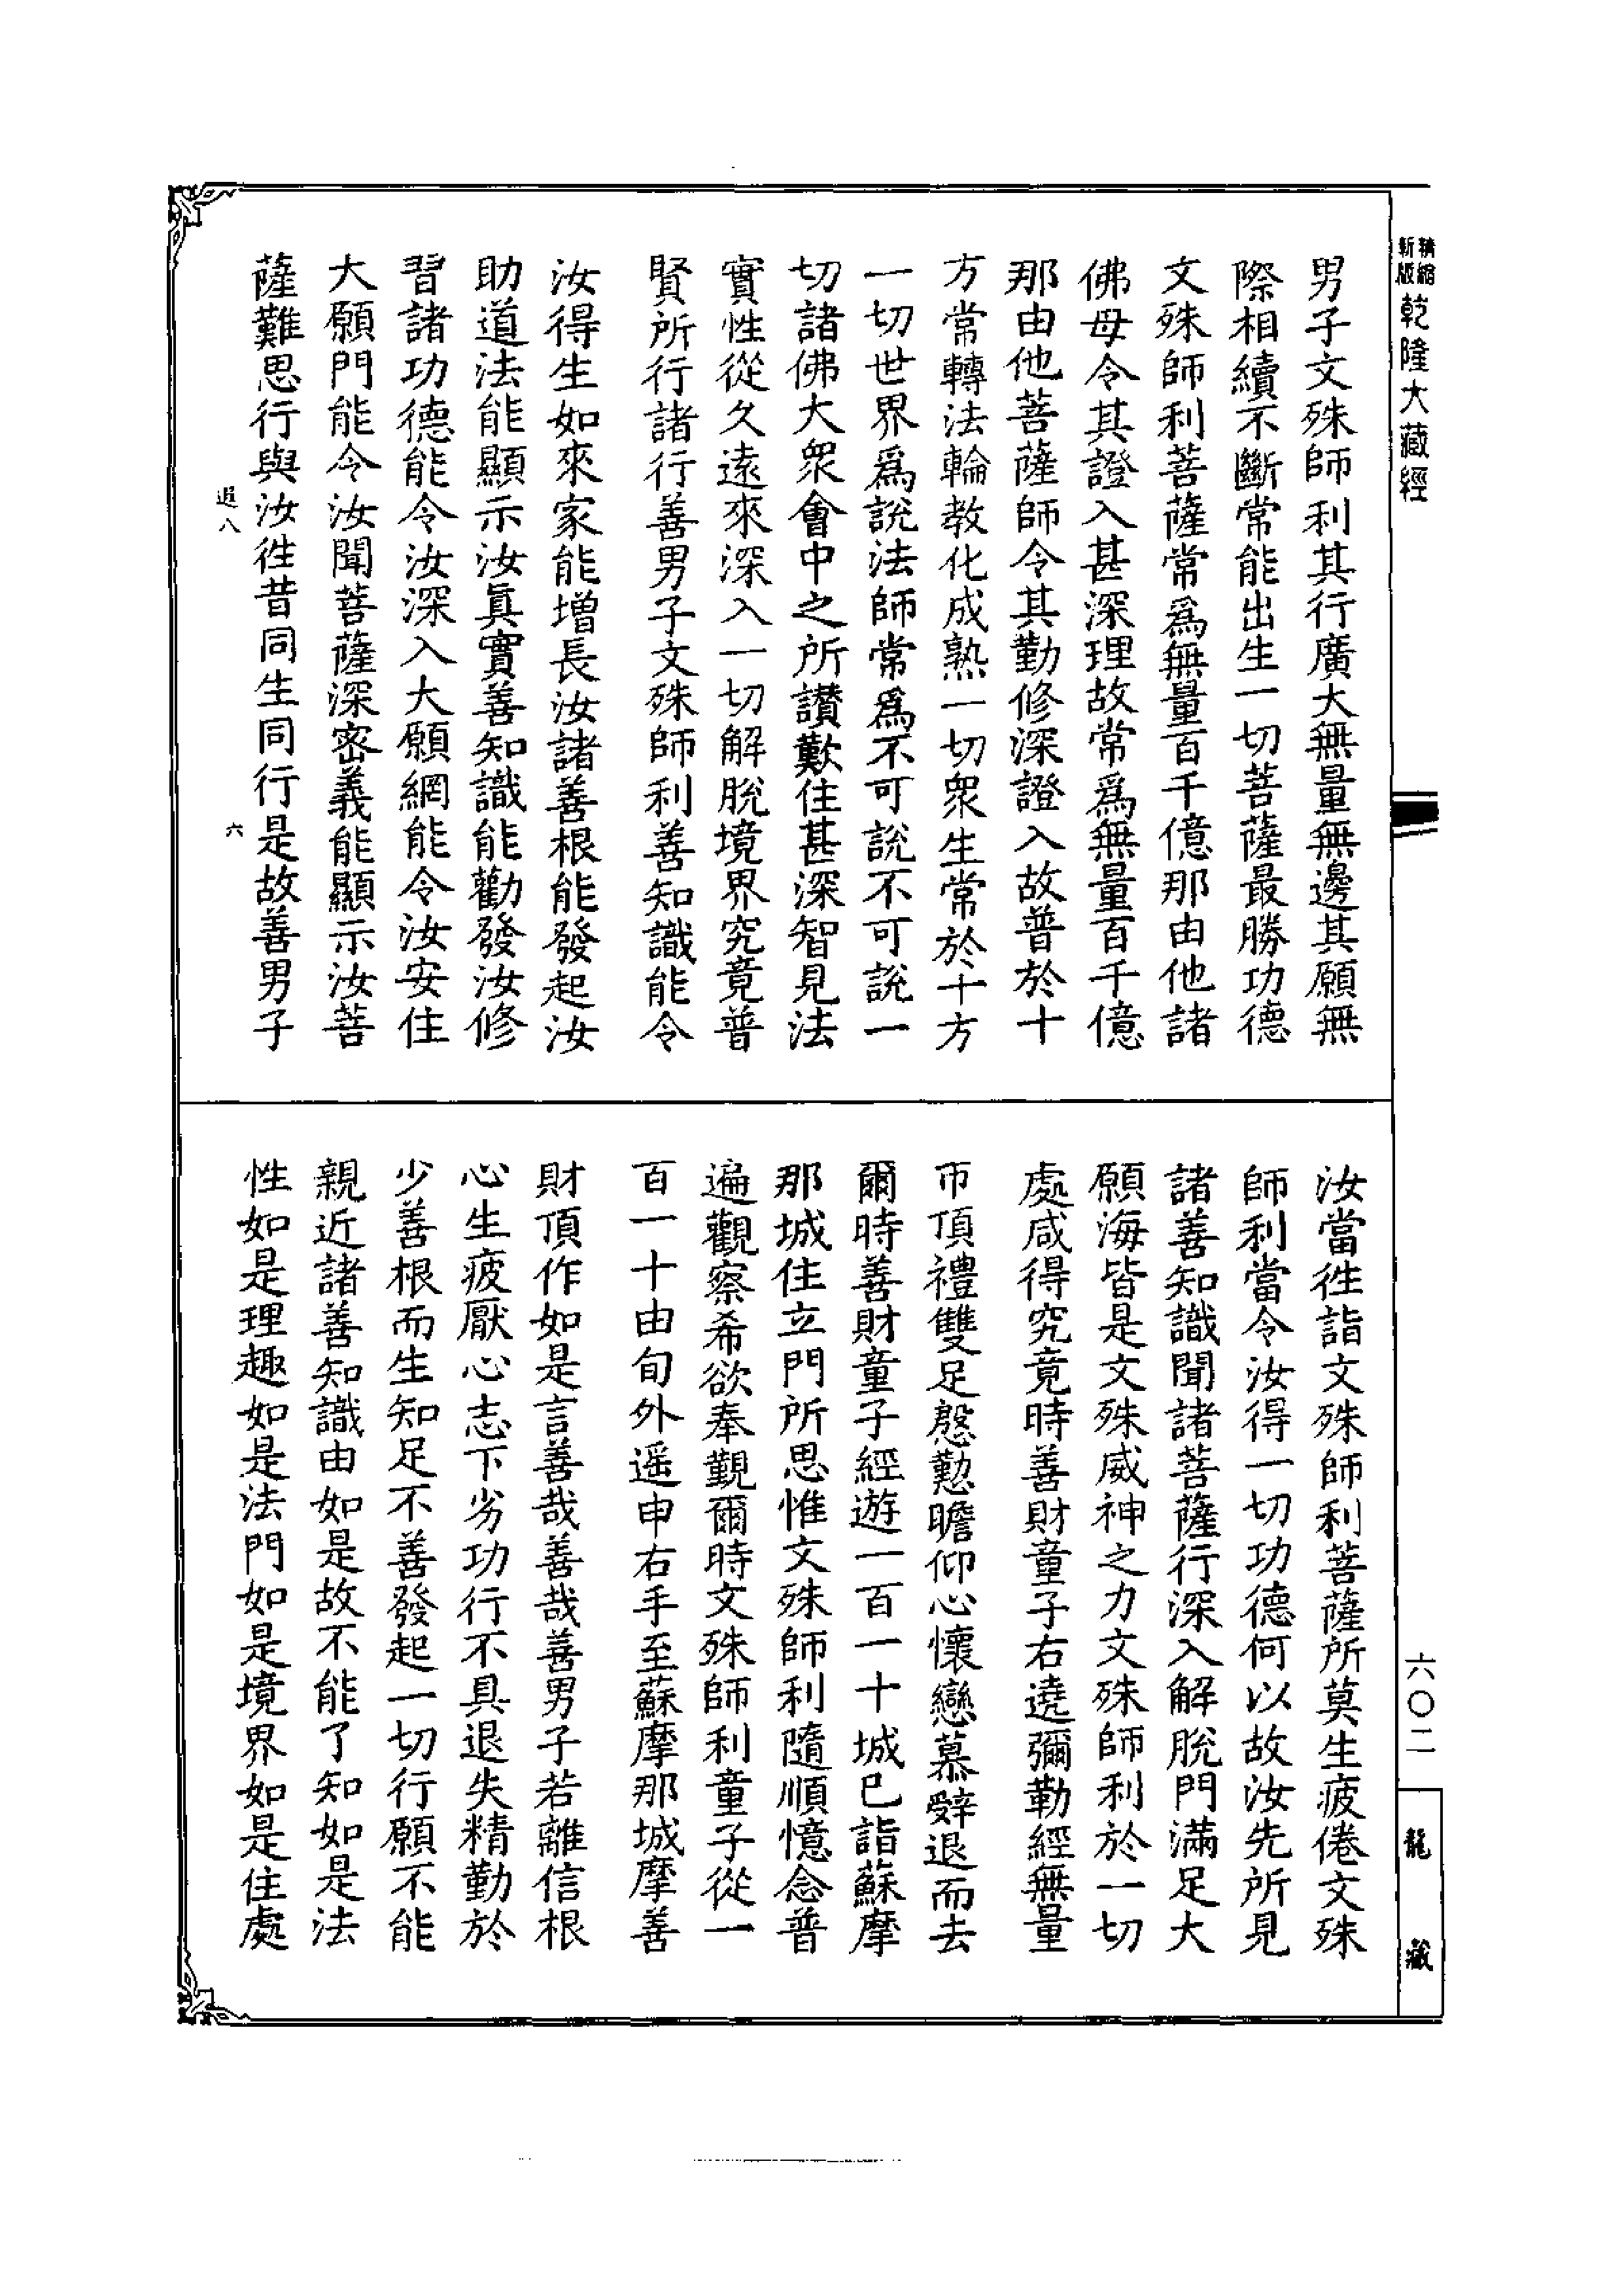 精縮新版乾隆大藏經
男子文殊師利其行廣大無量無邊其願無
際相續不斷常能出生一切菩薩最勝功德
文殊師利菩薩常爲無量百千億那由他諸
佛母令其證入甚深理故常爲無量百千億
那由他菩薩師令其勤修深證入故普於十
方常轉法輪教化成熟一切衆生常於十方
一切世界爲說法師常爲不可說不可說一
切諸佛大衆會中之所讚歎住甚深智見法
實性從久遠來深入一切解脫境界究竟普
賢所行諸行善男子文殊師利善知識能令
汝得生如來家能增長汝諸善根能發起汝
助道法能顯示汝眞實善知識能勸發汝修
習諸功德能令汝深入大願網能令汝安住
大願門能令汝聞菩薩深密義能顯示汝菩
薩難思行與汝徃昔同生同行是故善男子
遐八 六
汝當徃詣文殊師利菩薩所莫生疲倦文殊
師利當令汝得一切功德何以故汝先所見
諸善知識聞諸菩薩行深入解脫門滿足大
願海皆是文殊威神之力文殊師利於一切
處咸得究竟時善財童子右遶彌勒經無量
帀頂禮雙足慇懃瞻仰心懷戀慕辤退而去
爾時善財童子經遊一百一十城已詣蘇摩
那城住立門所思惟文殊師利隨順憶念普
遍觀察希欲奉覲爾時文殊師利童子從一
百一十由旬外遥申右手至蘇摩那城摩善
財頂作如是言善哉善哉善男子若離信根
心生疲厭心志下劣功行不具退失精勤於
少善根而生知足不善發起一切行願不能
親近諸善知識由如是故不能了知如是法
性如是理趣如是法門如是境界如是住處
六〇二
龍藏